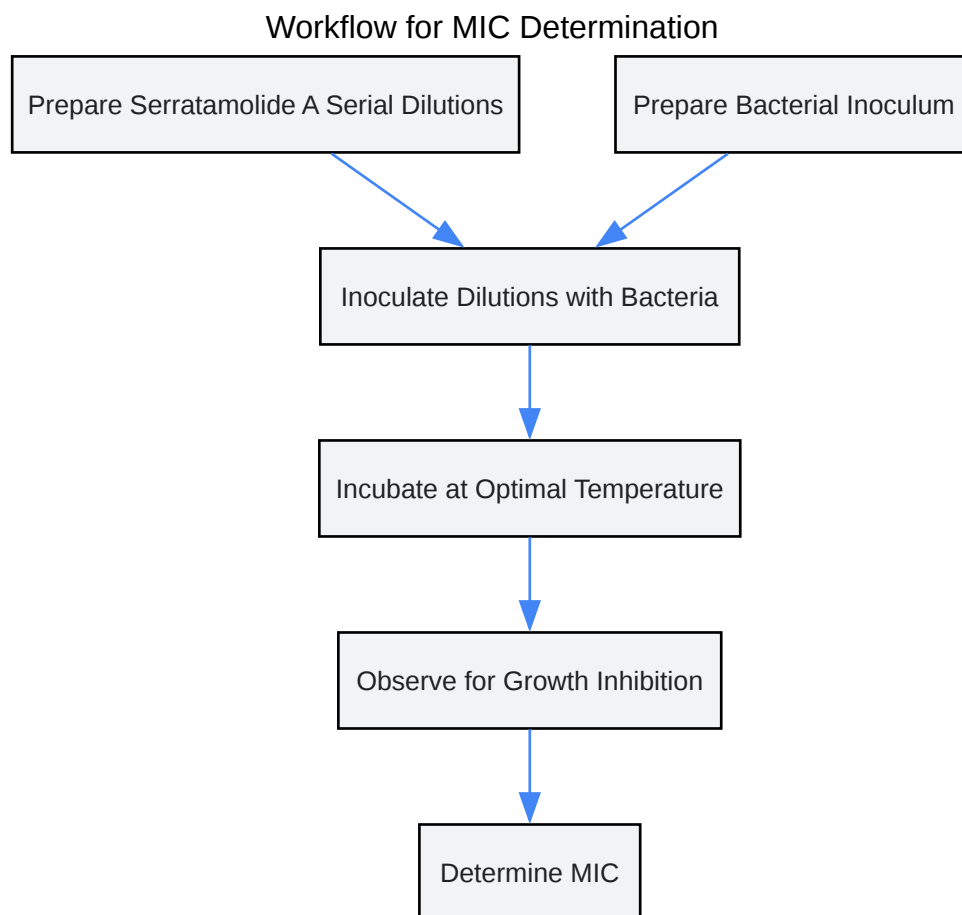 Workflow for MIC Determination
Prepare Serratamolide A Serial Dilutions
Prepare Bacterial Inoculum
Inoculate Dilutions with Bacteria
Incubate at Optimal Temperature
Observe for Growth Inhibition
Determine MIC